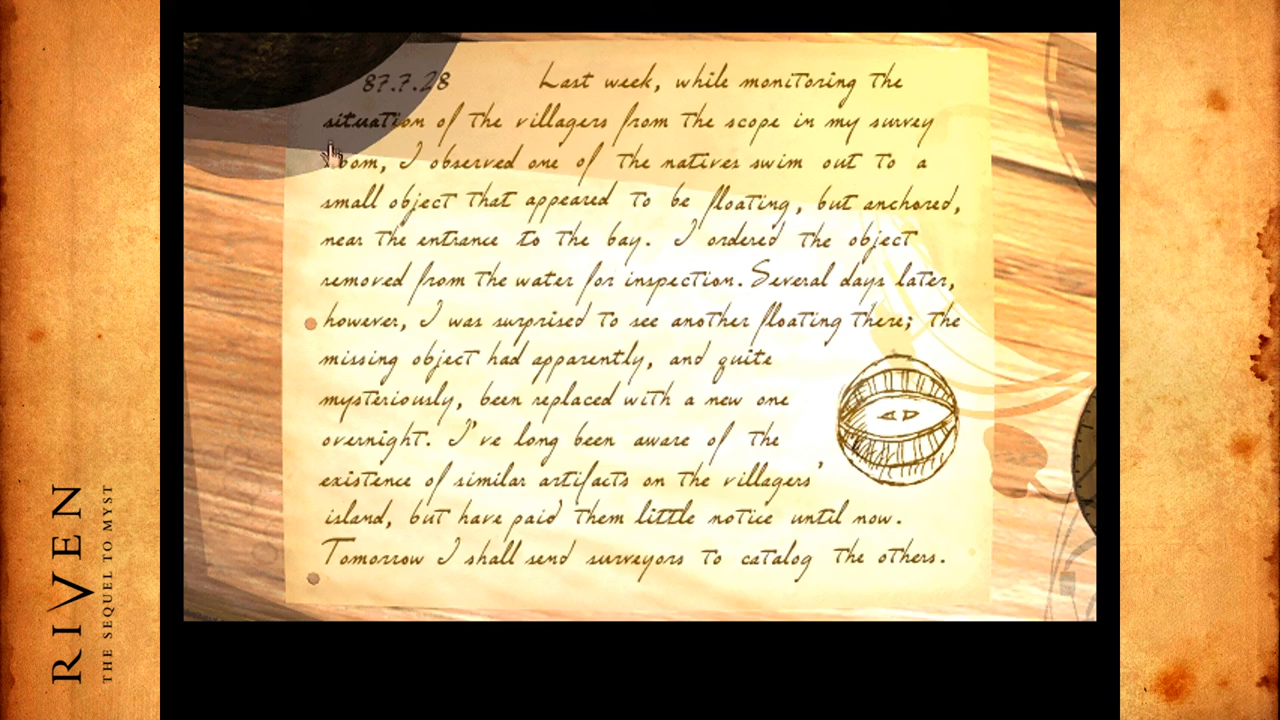 87.7.28 Last week, while monitoring the
situation of the villagers from the scope in my survey
room, I observed one of the natives swim out to a
small object that appeared to be floating, but anchored,
near the entrance to the bay. I ordered the object
removed from the water for inspection. Several days later,
however, I was surprised to see another floating there; the
missing object had apparently, and quite
mysteriously, been replaced with a new one
overnight. I've long been aware of the
existence of similar artifacts on the villagers'
island, but have paid them little notice until now.
Tomorrow I shall send surveyors to catalog the others.
RIVEN
THE SEQUEL TO MYST